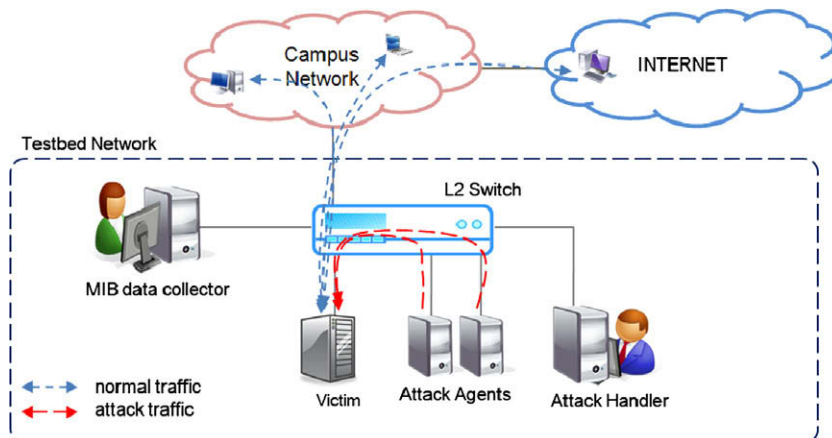 Campus
Network
INTERNET
Testbed Network
L2 Switch
MIB data collector
normal traffic
attack traffic
Victim
Attack Agents
Attack Handler